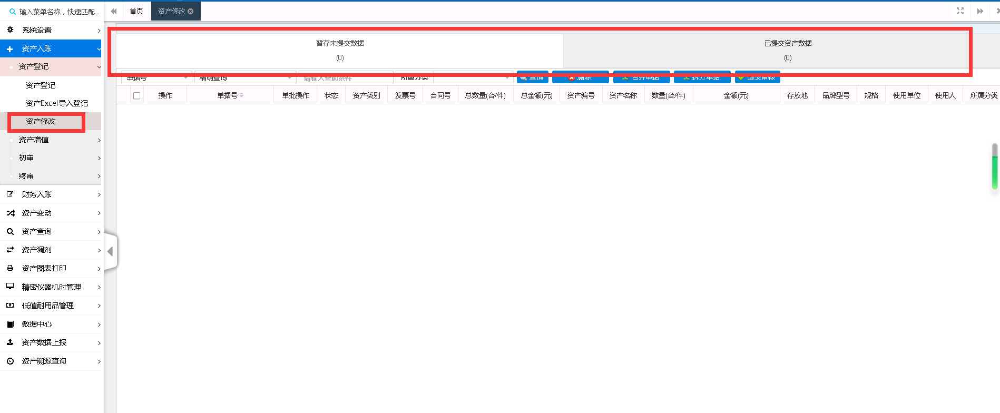 输入菜单名称，快速匹配...
首页
资产修改
系统设置
资产入账
资产登记
资产登记
资产Excel导入登记
资产修改
资产增值
初审
终审
财务入账
资产变动
资产查询
资产调剂
资产图表打印
精密仪器机时管理
低值耐用品管理
数据中心
资产数据上报
资产溯源查询
暂存未提交数据
(0)
已提交资产数据
(0)
单据号 精确查询 请输入查询条件 所属分类 查询 删除 合并单据 拆分单据 提交审核
操作 单据号 单批操作 状态 资产类别 发票号 合同号 总数量(台/件) 总金额(元) 资产编号 资产名称 数量(台/件) 金额(元) 存放地 品牌型号 规格 使用单位 使用人 所属分类